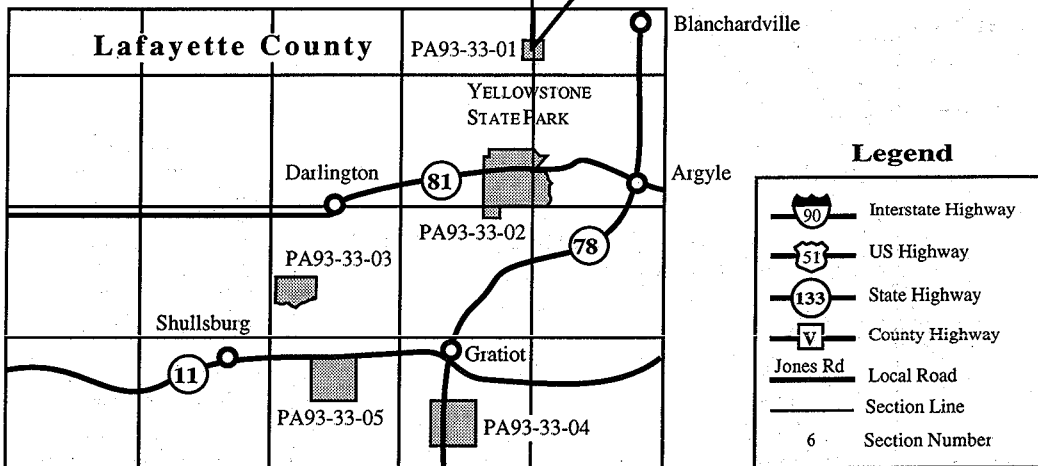 Blanchardville
Lafayette County
PA93-33-01
YELLOWSTONE
STATE PARK
Darlington
81
Argyle
PA93-33-02
78
PA93-33-03
Shullsburg
Gratiot
11
PA93-33-05
PA93-33-04
Legend
90 Interstate Highway
51 US Highway
133 State Highway
V County Highway
Jones Rd Local Road
Section Line
6 Section Number